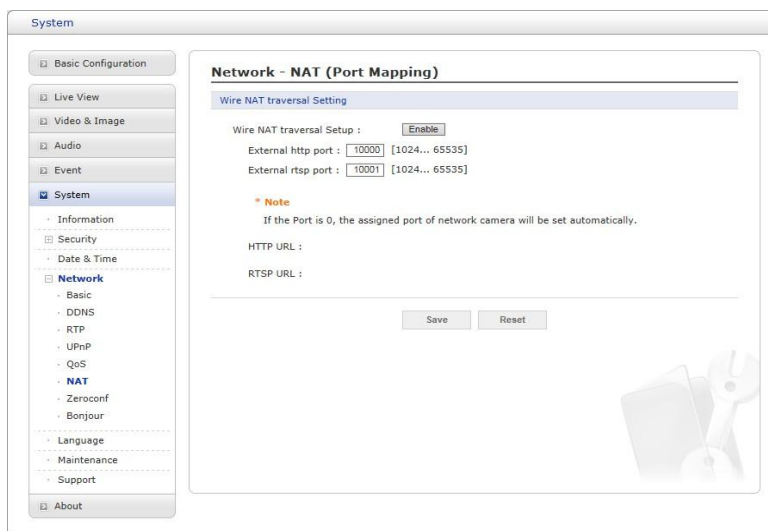 System
Basic Configuration
Live View
Video & Image
Audio
Event
System
Information
Security
Date & Time
Network
Basic
DDNS
RTP
UPnP
QoS
NAT
Zeroconf
Bonjour
Language
Maintenance
Support
About
Network - NAT (Port Mapping)
Wire NAT traversal Setting
Wire NAT traversal Setup : Enable
External http port : 10000 [1024... 65535]
External rtsp port : 10001 [1024... 65535]
* Note
If the Port is 0, the assigned port of network camera will be set automatically.
HTTP URL :
RTSP URL :
Save Reset